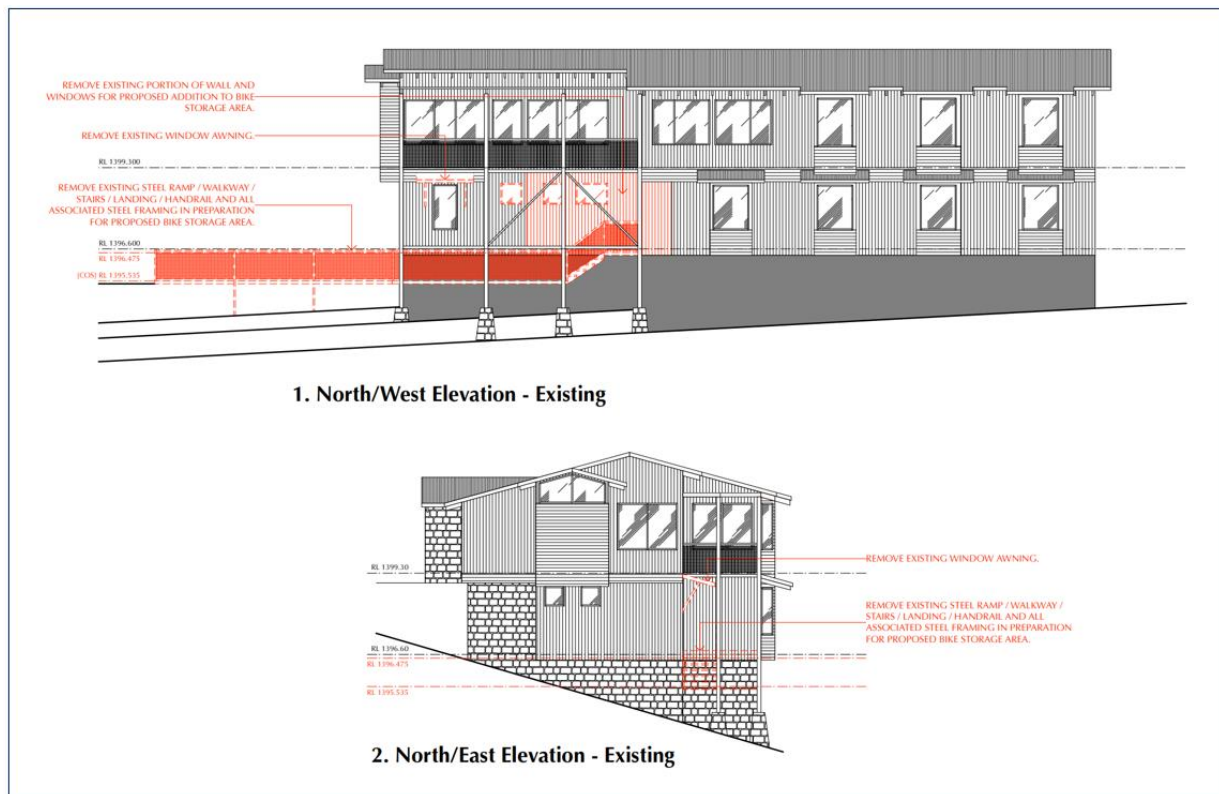 REMOVE EXISTING PORTION OF WALL AND
WINDOWS FOR PROPOSED ADDITION TO BIKE
STORAGE AREA.
REMOVE EXISTING WINDOW AWNING.
RL 1399.300
REMOVE EXISTING STEEL RAMP / WALKWAY /
STAIRS / LANDING / HANDRAIL AND ALL
ASSOCIATED STEEL FRAMING IN PREPARATION
FOR PROPOSED BIKE STORAGE AREA.
RL 1396.600
RL 1396.475
(COS) RL 1395.535
1. North/West Elevation - Existing
REMOVE EXISTING WINDOW AWNING.
RL 1399.30
REMOVE EXISTING STEEL RAMP / WALKWAY /
STAIRS / LANDING / HANDRAIL AND ALL
ASSOCIATED STEEL FRAMING IN PREPARATION
FOR PROPOSED BIKE STORAGE AREA.
RL 1396.60
RL 1396.475
RL 1395.535
2. North/East Elevation - Existing